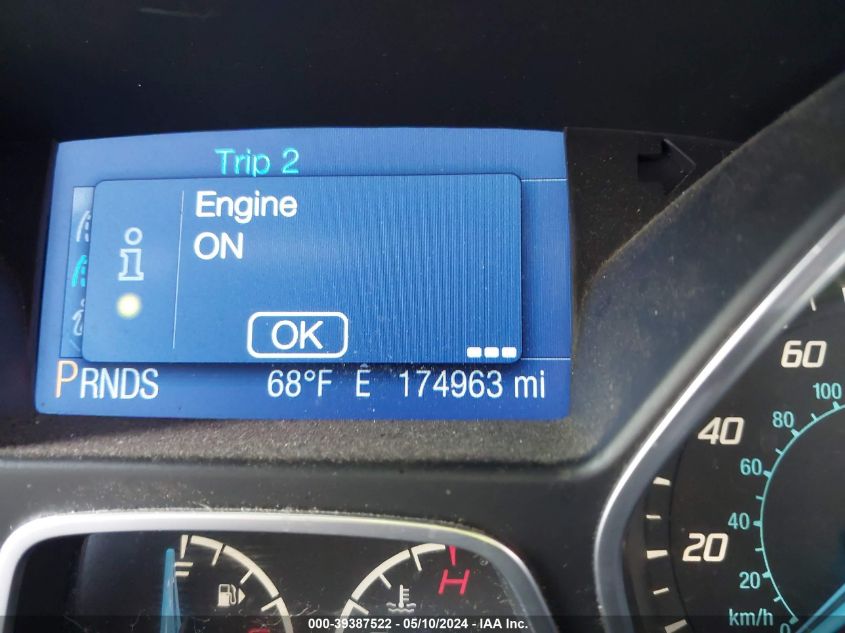 Trip 2
Engine
ON
i
OK
PRNDS 68°F Ê 174963 mi
60
100
80
40
60
40
20
20
km/h
0
F
H
000-39387522 - 05/10/2024 - IAA Inc.